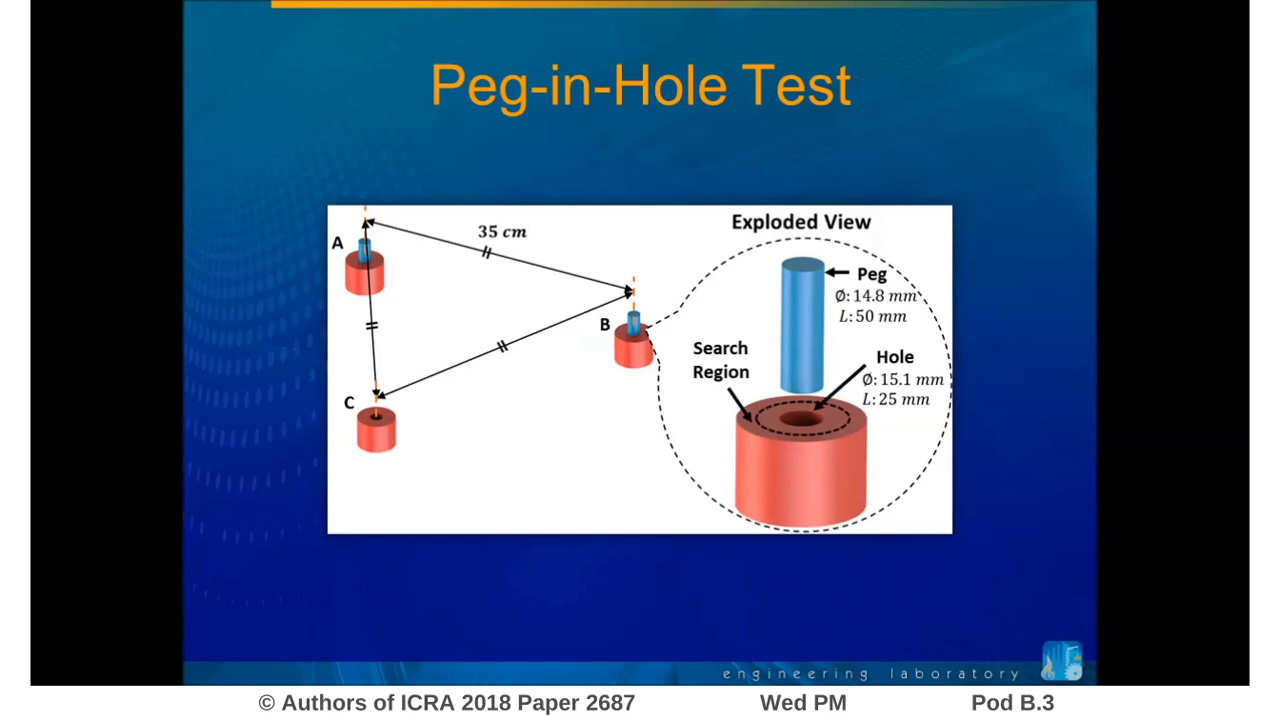 Peg-in-Hole Test
Exploded View
35 cm
A
B
C
Peg
Ø: 14.8 mm
L: 50 mm
Search
Region
Hole
Ø: 15.1 mm
L: 25 mm
engineering laboratory
© Authors of ICRA 2018 Paper 2687 Wed PM Pod B.3